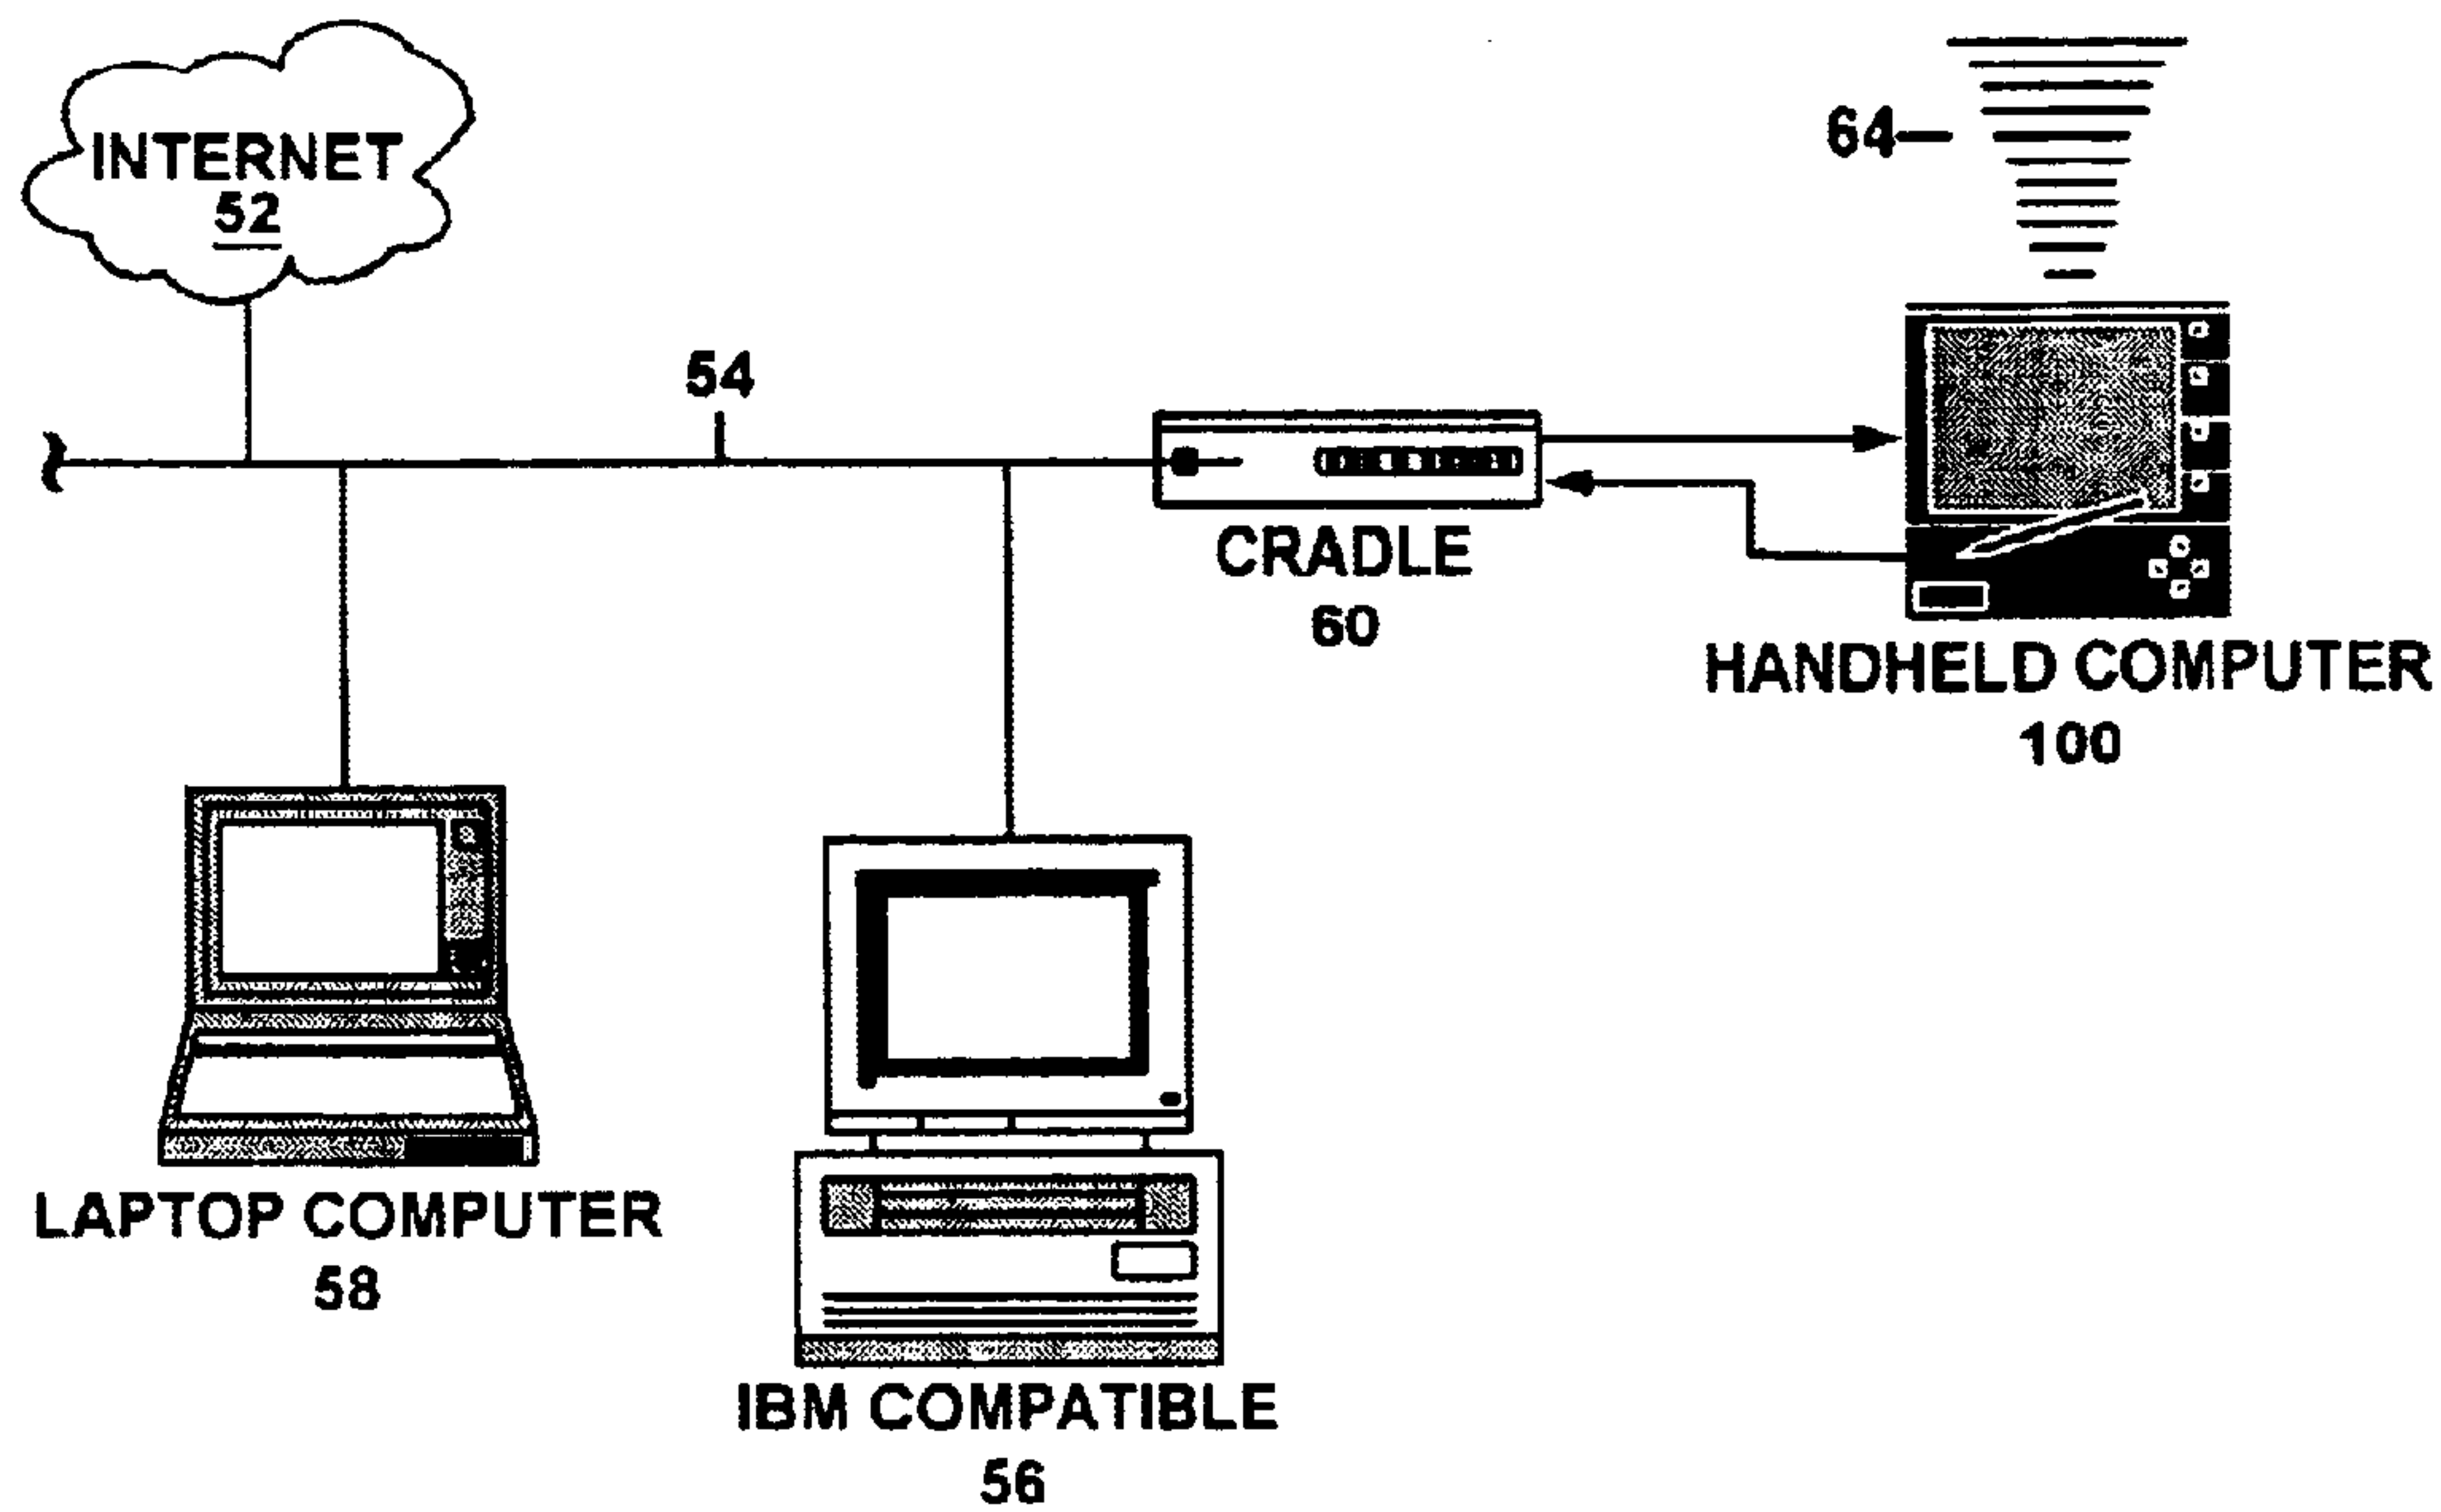 INTERNET
52
64
54
CRADLE
60
HANDHELD COMPUTER
100
LAPTOP COMPUTER
58
IBM COMPATIBLE
56